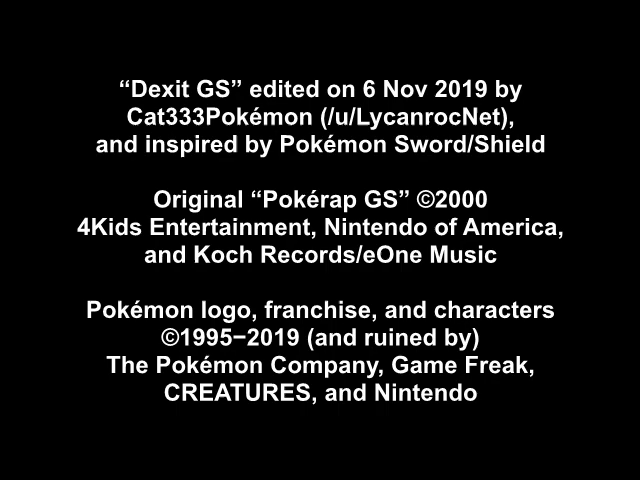 “Dexit GS” edited on 6 Nov 2019 by
Cat333Pokémon (/u/LycanrocNet),
and inspired by Pokémon Sword/Shield
Original “Pokérap GS” ©2000
4Kids Entertainment, Nintendo of America,
and Koch Records/eOne Music
Pokémon logo, franchise, and characters
©1995−2019 (and ruined by)
The Pokémon Company, Game Freak,
CREATURES, and Nintendo